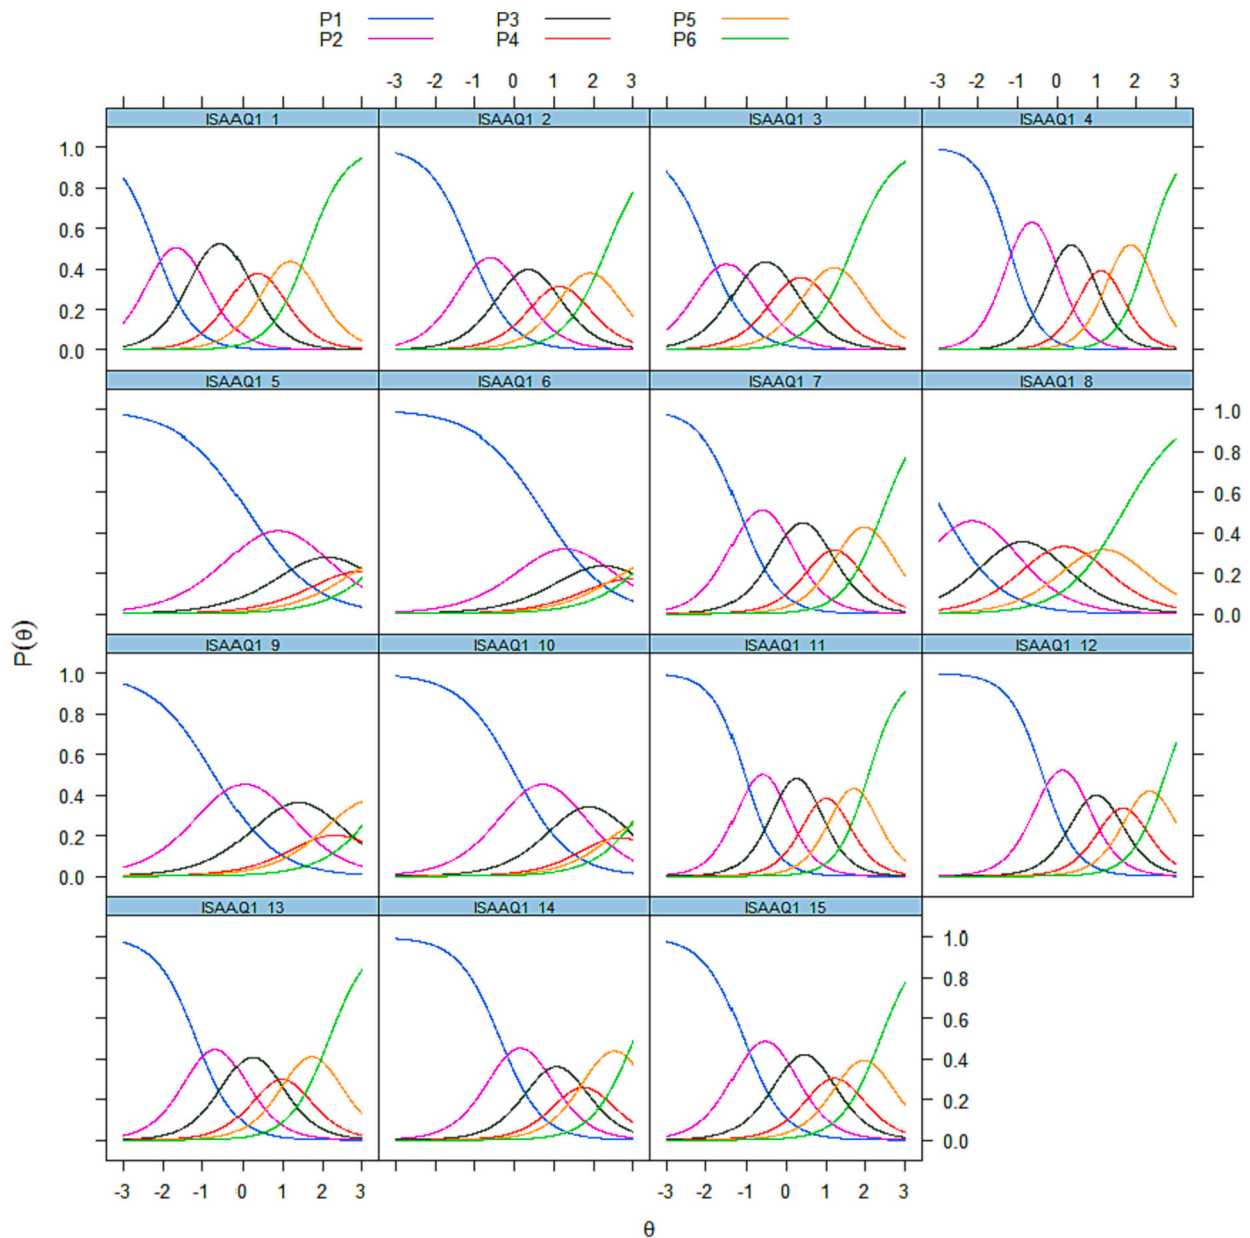 P1 P3 P5
P2 P4 P6
-3 -2 -1 0 1 2 3 -3 -2 -1 0 1 2 3
ISAAQ1_1 ISAAQ1_2 ISAAQ1_3 ISAAQ1_4
1.0
0.8
0.6
0.4
0.2
0.0
ISAAQ1_5 ISAAQ1_6 ISAAQ1_7 ISAAQ1_8
1.0
0.8
0.6
0.4
0.2
0.0
P(θ)
ISAAQ1_9 ISAAQ1_10 ISAAQ1_11 ISAAQ1_12
1.0
0.8
0.6
0.4
0.2
0.0
ISAAQ1_13 ISAAQ1_14 ISAAQ1_15
1.0
0.8
0.6
0.4
0.2
0.0
-3 -2 -1 0 1 2 3 -3 -2 -1 0 1 2 3
θ